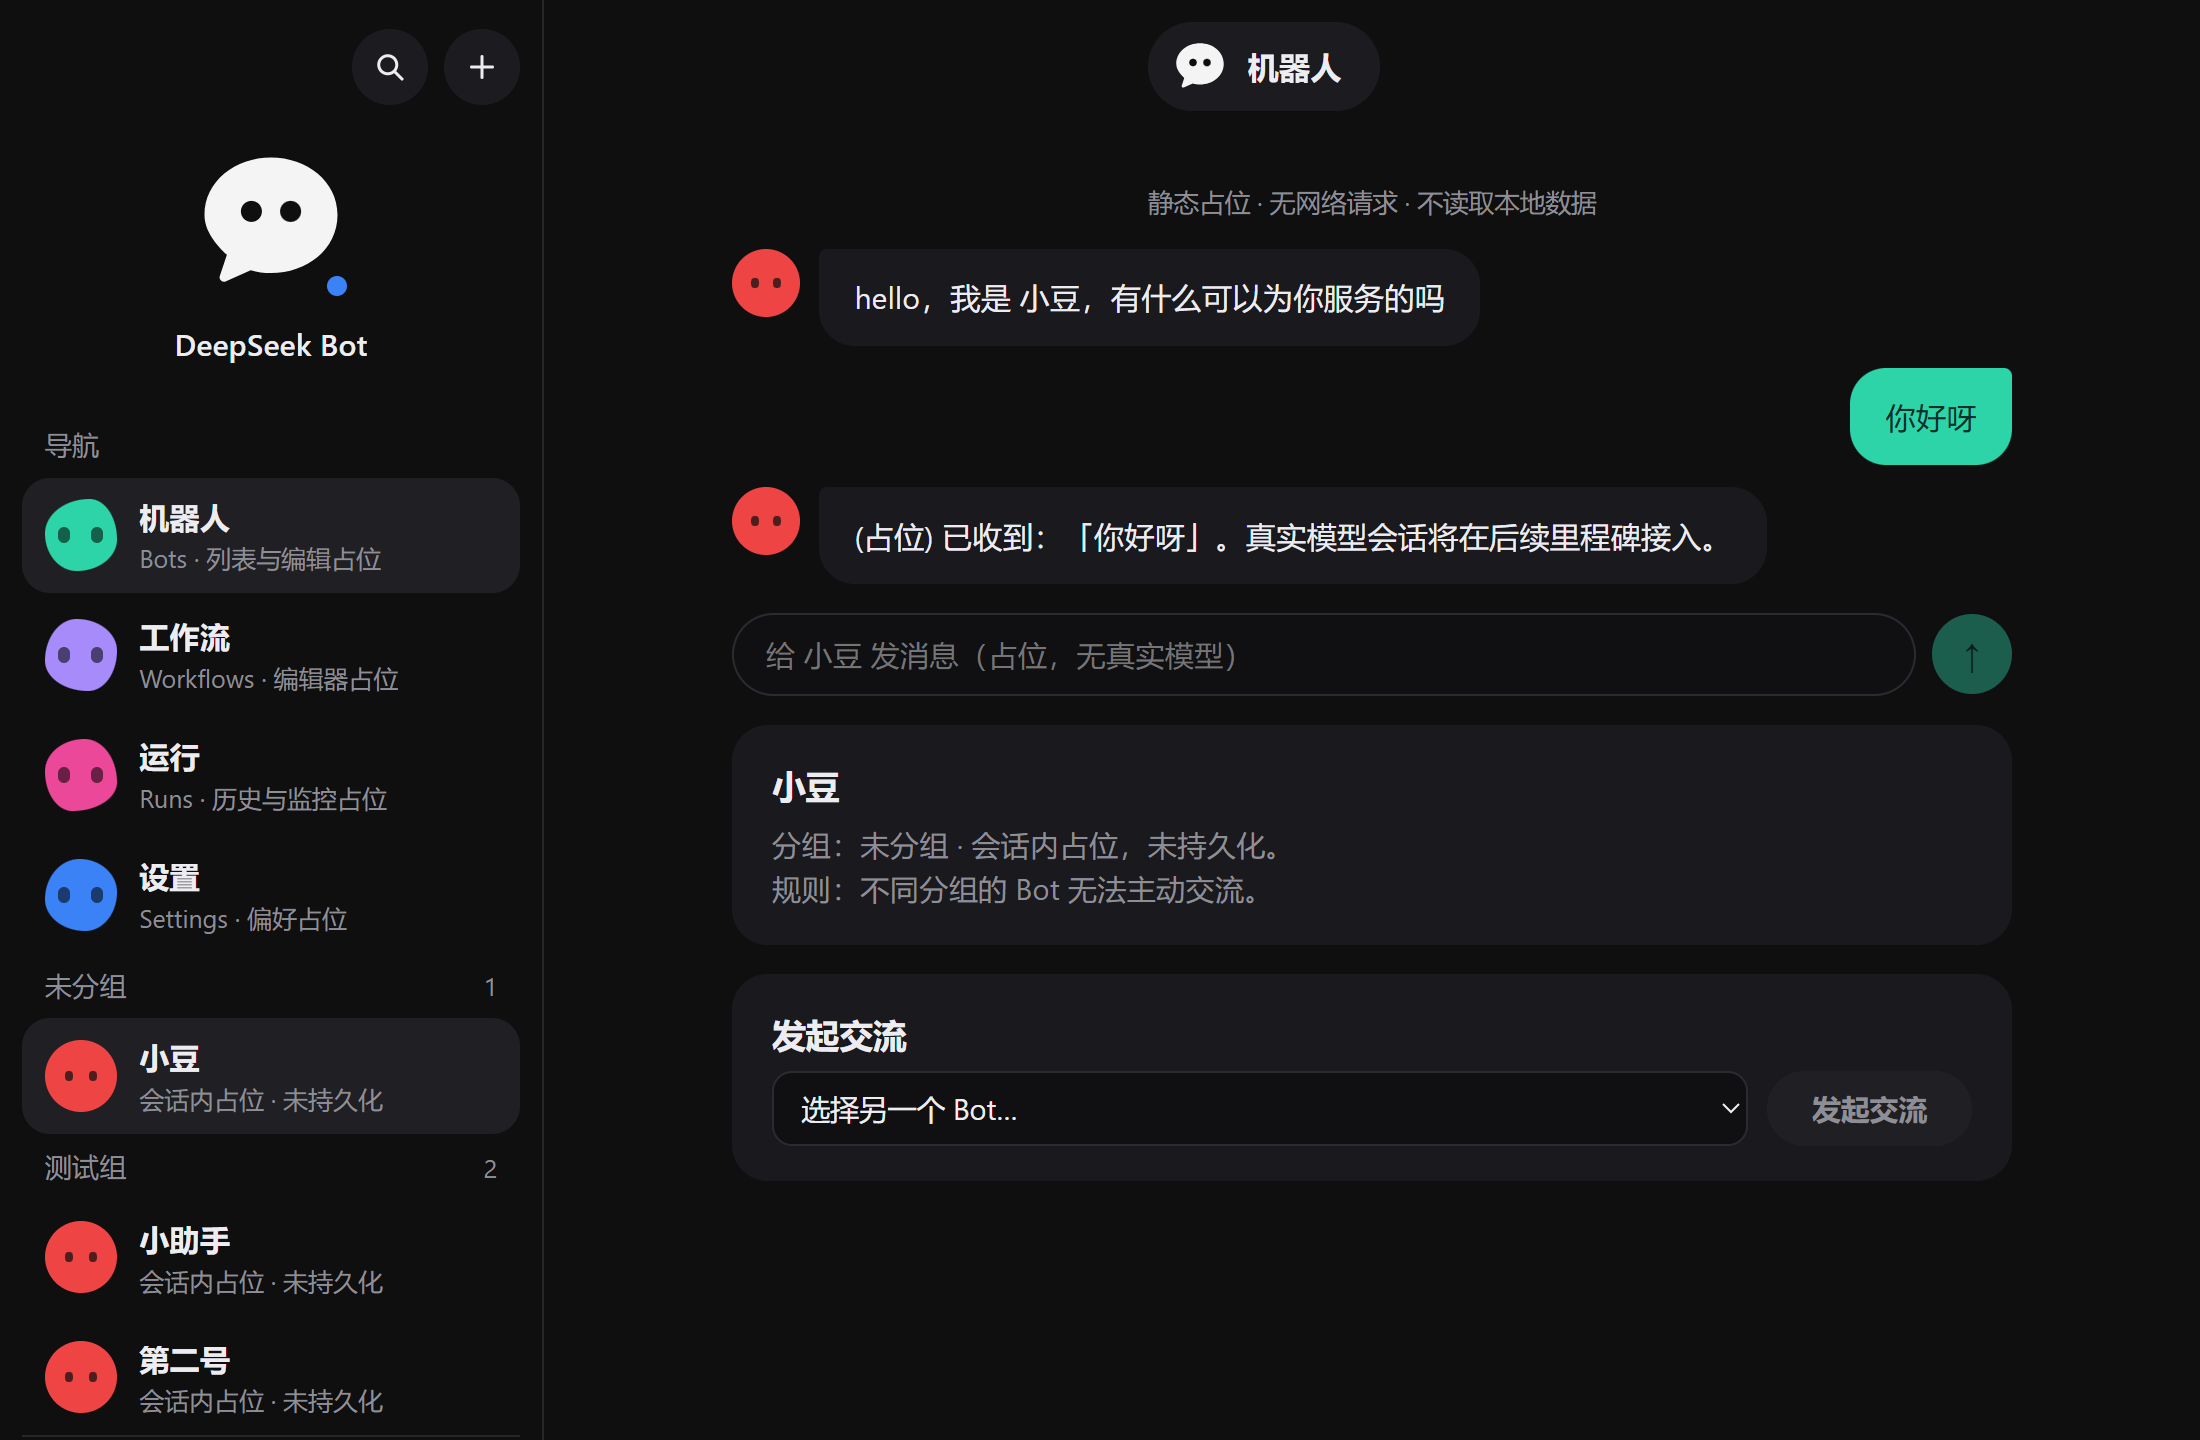 DeepSeek Bot
导航
机器人
Bots · 列表与编辑占位
工作流
Workflows · 编辑器占位
运行
Runs · 历史与监控占位
设置
Settings · 偏好占位
未分组 1
小豆
会话内占位 · 未持久化
测试组 2
小助手
会话内占位 · 未持久化
第二号
会话内占位 · 未持久化
机器人
静态占位 · 无网络请求 · 不读取本地数据
hello，我是 小豆，有什么可以为你服务的吗
你好呀
(占位) 已收到：「你好呀」。真实模型会话将在后续里程碑接入。
给 小豆 发消息（占位，无真实模型）
↑
小豆
分组：未分组 · 会话内占位，未持久化。
规则：不同分组的 Bot 无法主动交流。
发起交流
选择另一个 Bot...
发起交流